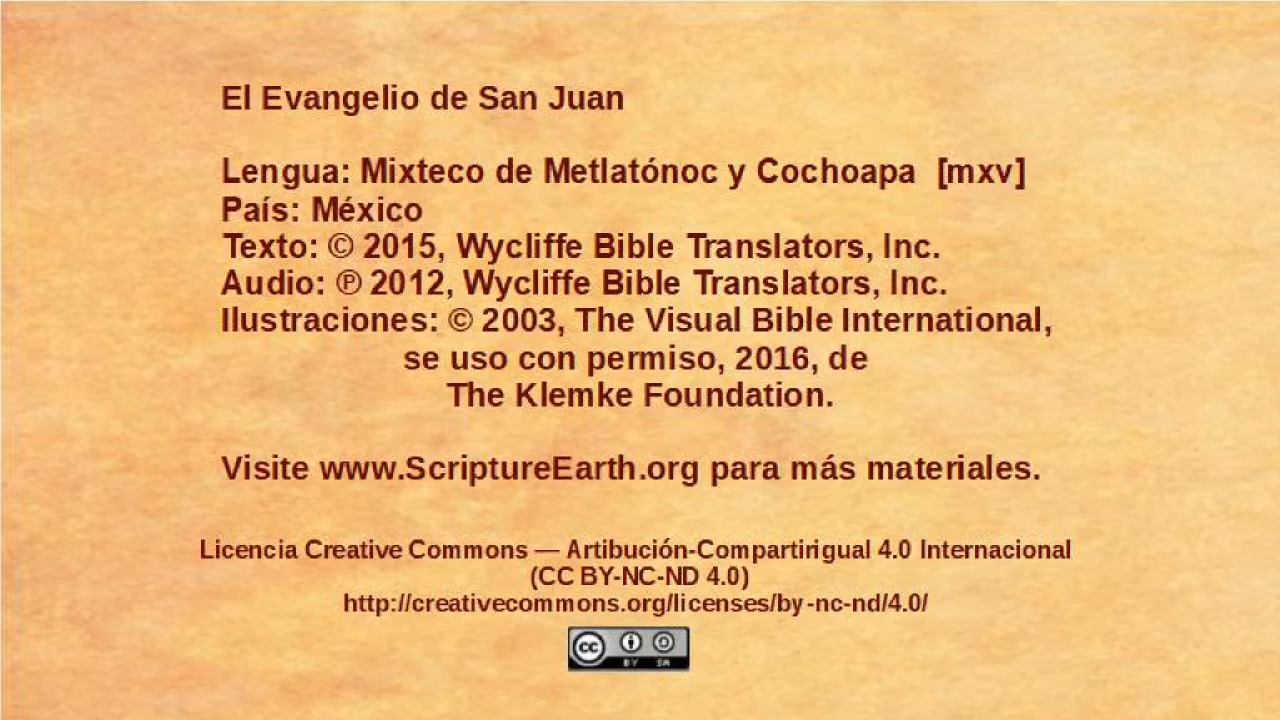 El Evangelio de San Juan
Lengua: Mixteco de Metlatónoc y Cochoapa [mxv]
País: México
Texto: © 2015, Wycliffe Bible Translators, Inc.
Audio: ℗ 2012, Wycliffe Bible Translators, Inc.
Ilustraciones: © 2003, The Visual Bible International,
se uso con permiso, 2016, de
The Klemke Foundation.
Visite www.ScriptureEarth.org para más materiales.
Licencia Creative Commons — Artibución-Compartirigual 4.0 Internacional
(CC BY-NC-ND 4.0)
http://creativecommons.org/licenses/by-nc-nd/4.0/
cc BY SA